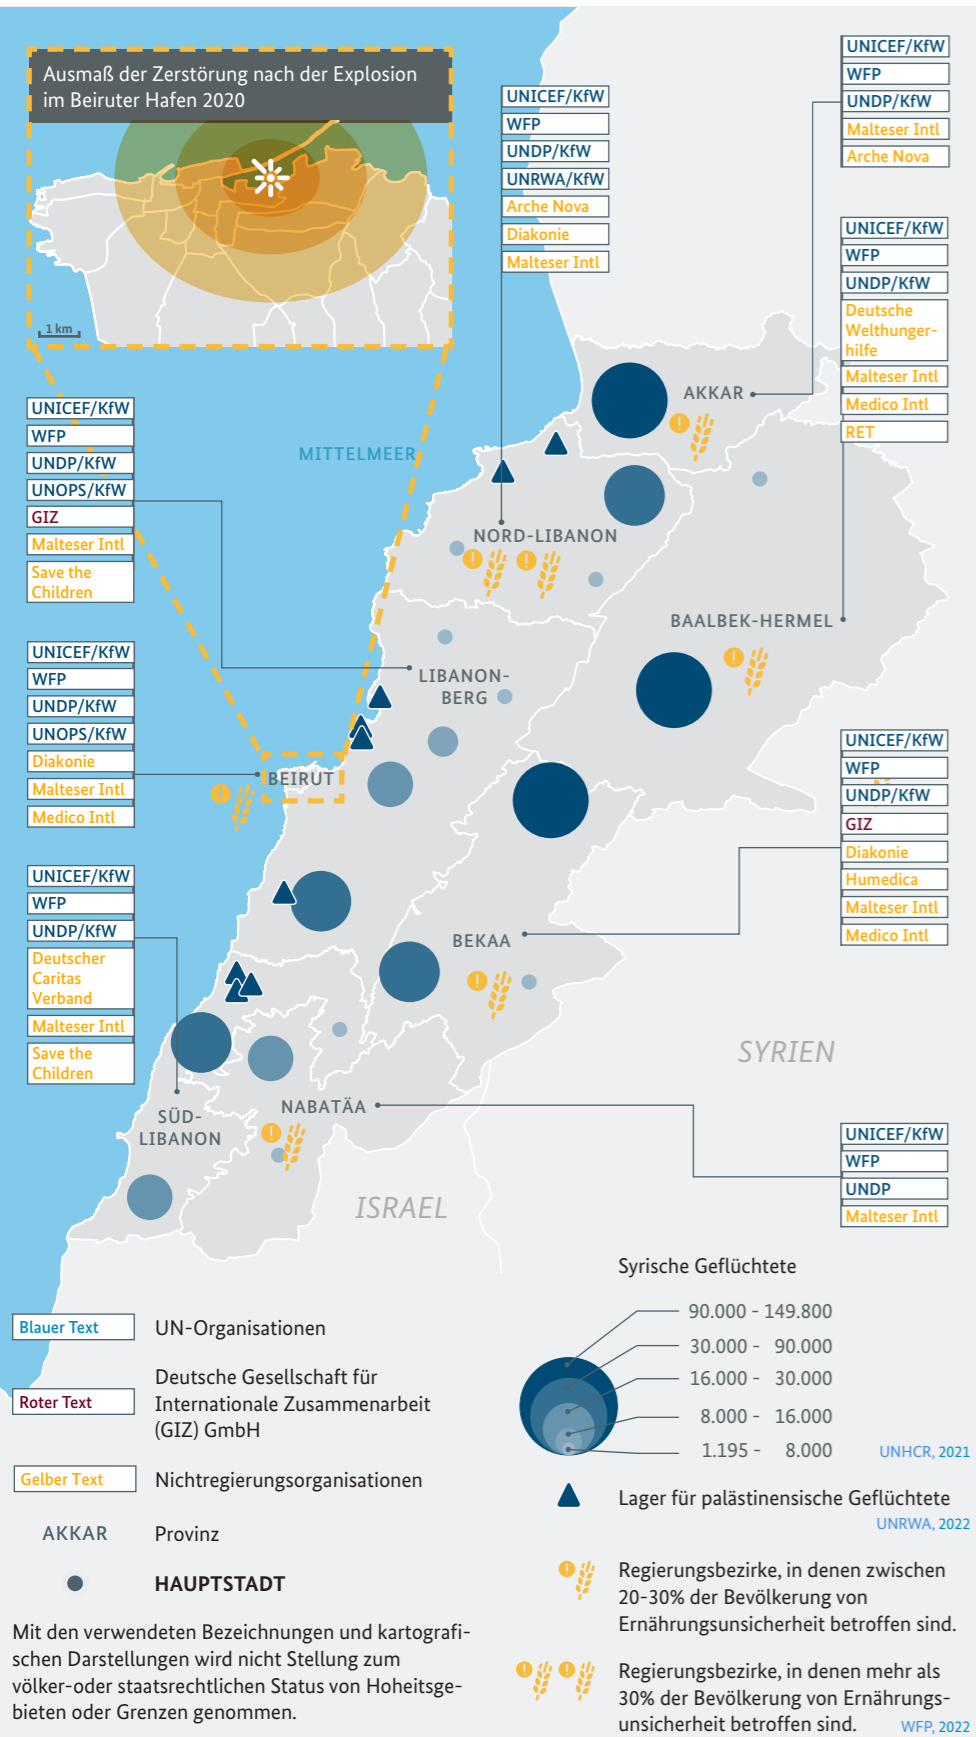 Ausmaß der Zerstörung nach der Explosion
im Beiruter Hafen 2020
1 km
UNICEF/KfW
WFP
UNDP/KfW
UNRWA/KfW
Arche Nova
Diakonie
Malteser Intl
UNICEF/KfW
WFP
UNDP/KfW
Malteser Intl
Arche Nova
UNICEF/KfW
WFP
UNDP/KfW
Deutsche
Welthunger-
hilfe
Malteser Intl
Medico Intl
RET
UNICEF/KfW
WFP
UNDP/KfW
UNOPS/KfW
GIZ
Malteser Intl
Save the
Children
MITTELMEER
AKKAR
NORD-LIBANON
BAALBEK-HERMEL
LIBANON-
BERG
UNICEF/KfW
WFP
UNDP/KfW
UNOPS/KfW
Diakonie
Malteser Intl
Medico Intl
BEIRUT
UNICEF/KfW
WFP
UNDP/KfW
GIZ
Diakonie
Humedica
Malteser Intl
Medico Intl
UNICEF/KfW
WFP
UNDP/KfW
Deutscher
Caritas
Verband
Malteser Intl
Save the
Children
BEKAA
SYRIEN
SÜD-
LIBANON
NABATÄA
ISRAEL
UNICEF/KfW
WFP
UNDP
Malteser Intl
Blauer Text
UN-Organisationen
Roter Text
Deutsche Gesellschaft für
Internationale Zusammenarbeit
(GIZ) GmbH
Gelber Text
Nichtregierungsorganisationen
AKKAR
Provinz
HAUPTSTADT
Mit den verwendeten Bezeichnungen und kartografi-
schen Darstellungen wird nicht Stellung zum
völker-oder staatsrechtlichen Status von Hoheitsge-
bieten oder Grenzen genommen.
Syrische Geflüchtete
90.000 - 149.800
30.000 - 90.000
16.000 - 30.000
8.000 - 16.000
1.195 - 8.000
UNHCR, 2021
Lager für palästinensische Geflüchtete
UNRWA, 2022
Regierungsbezirke, in denen zwischen
20-30% der Bevölkerung von
Ernährungsunsicherheit betroffen sind.
Regierungsbezirke, in denen mehr als
30% der Bevölkerung von Ernährungs-
unsicherheit betroffen sind.
WFP, 2022